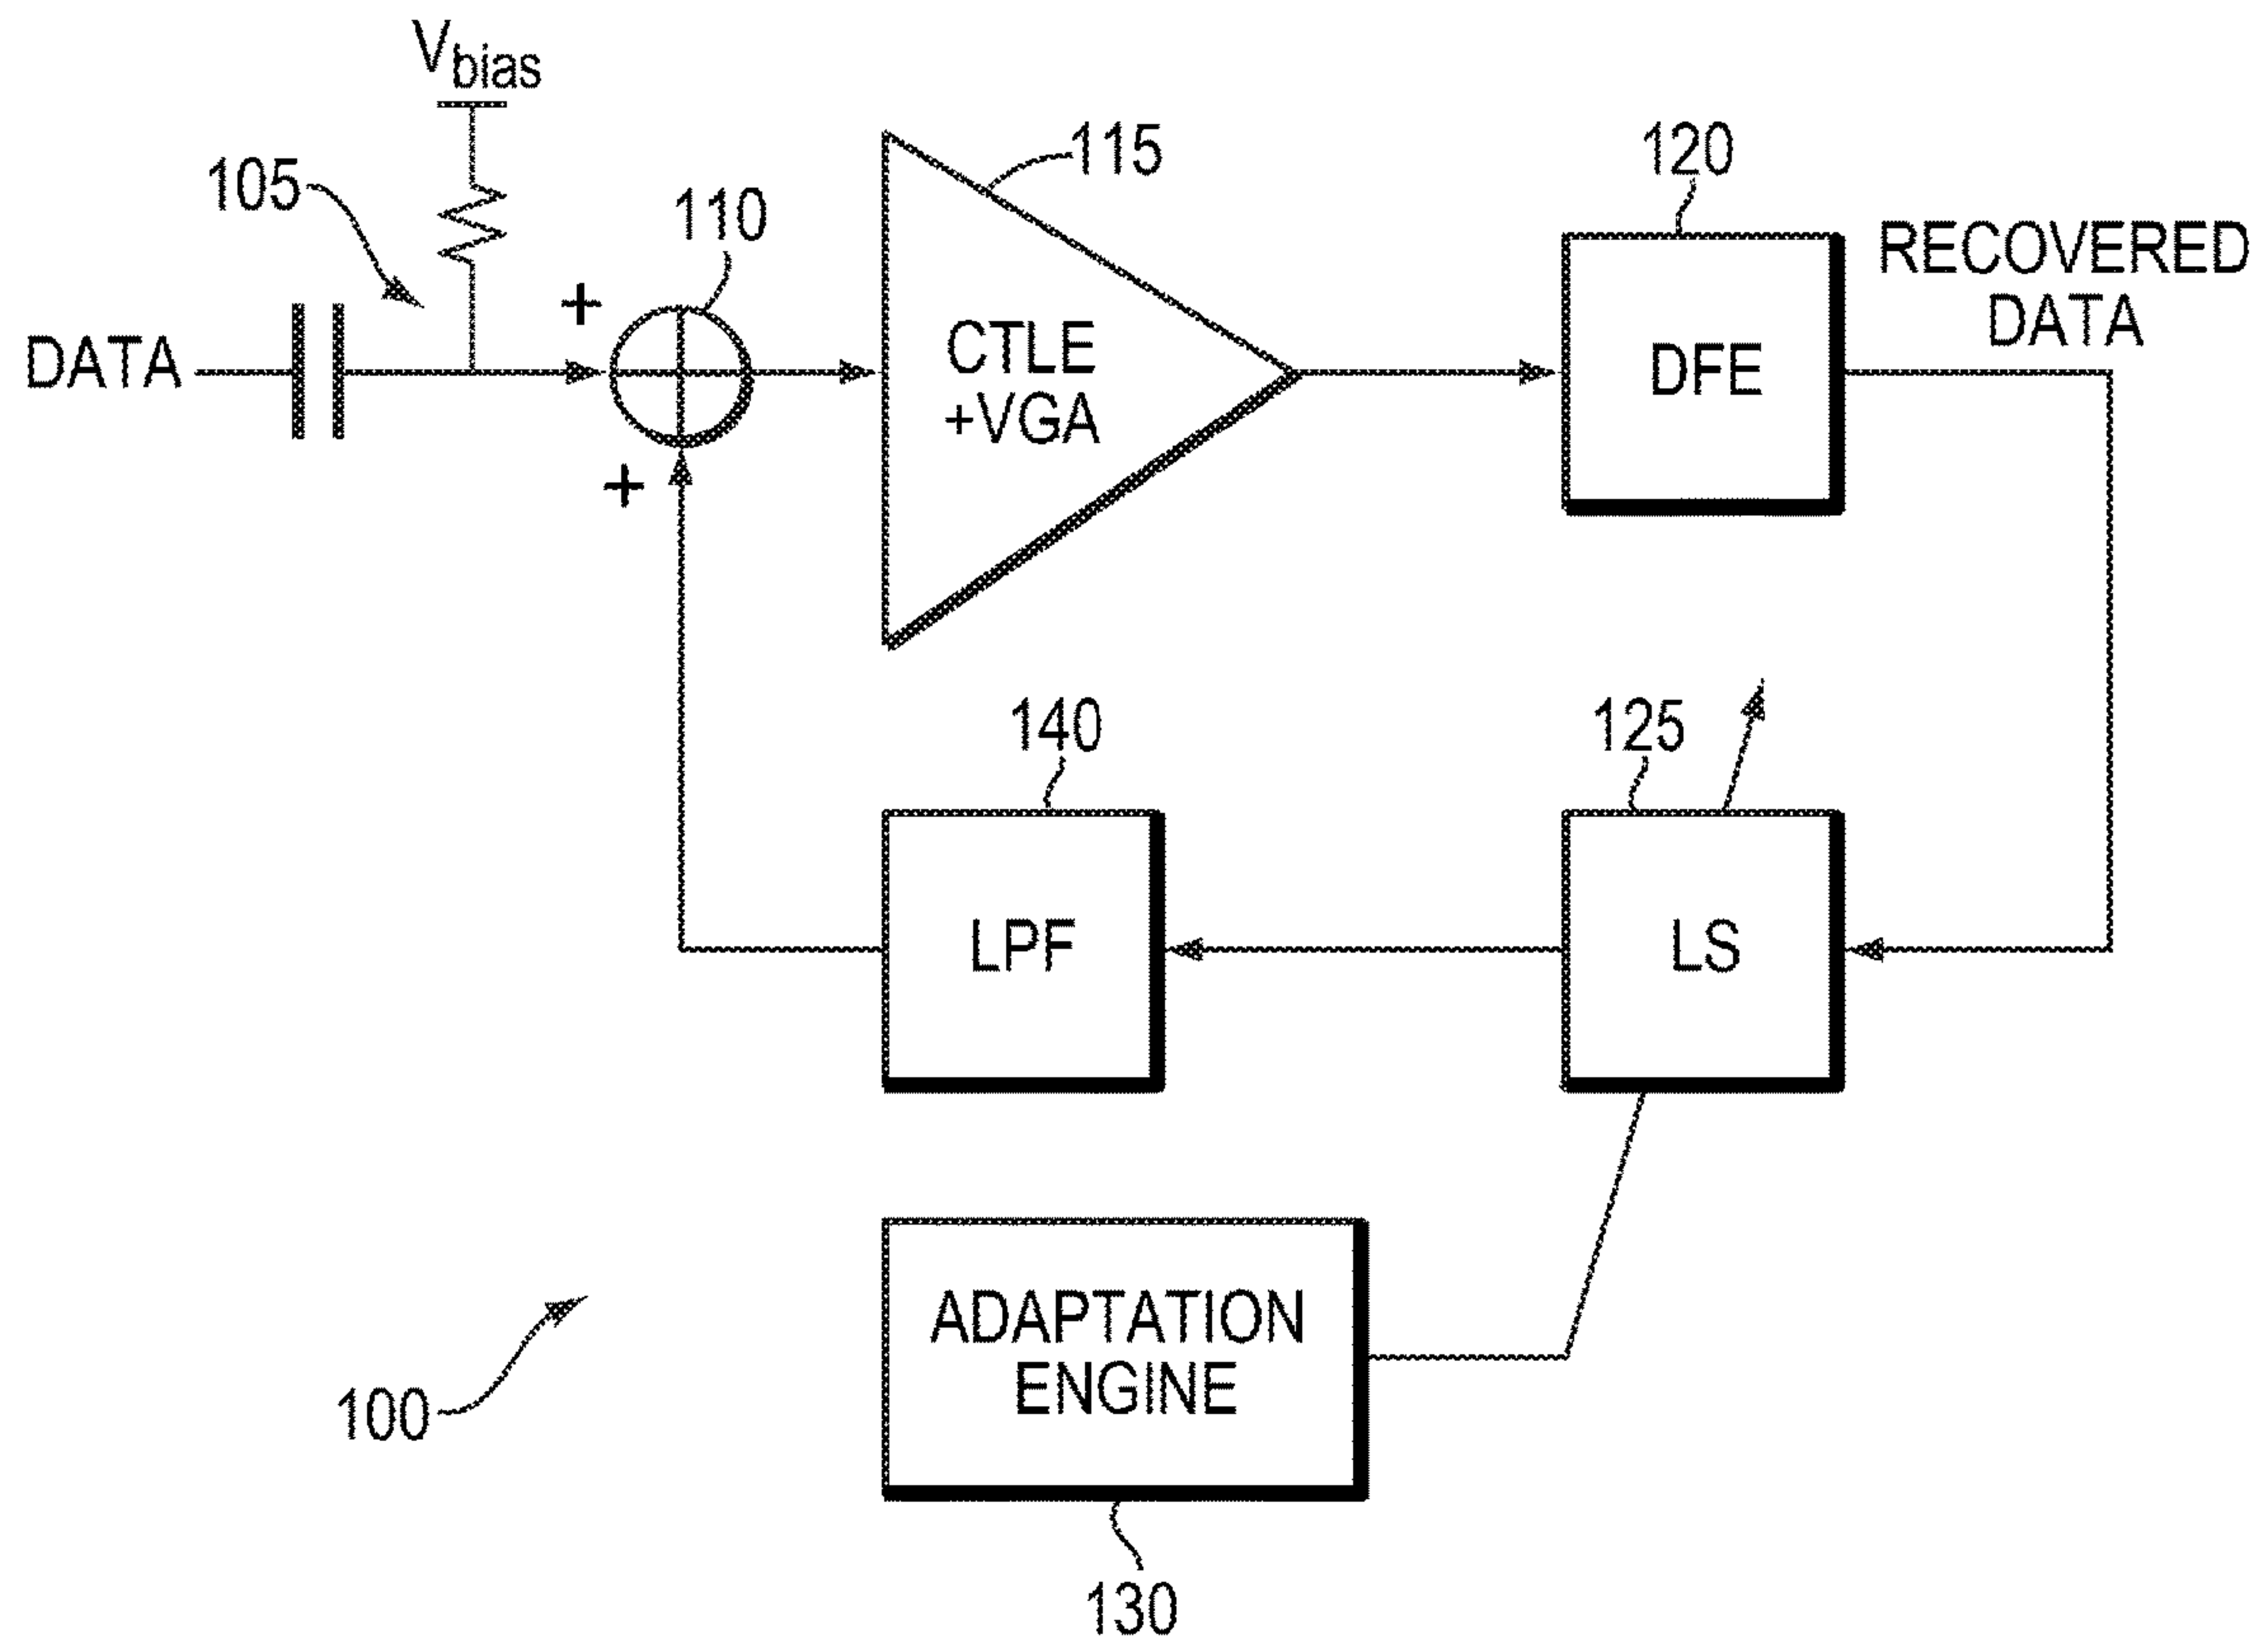 Vbias
105
110
115
120
DATA
+
CTLE
+VGA
DFE
RECOVERED
DATA
+
140
125
LPF
LS
ADAPTATION
ENGINE
100
130